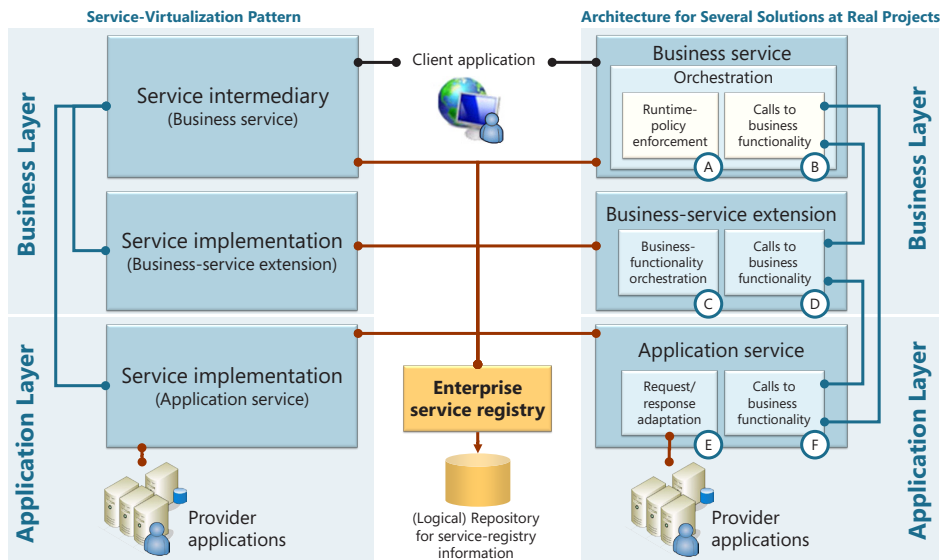 Service-Virtualization Pattern
Architecture for Several Solutions at Real Projects
Business Layer
Service intermediary
(Business service)
Service implementation
(Business-service extension)
Application Layer
Service implementation
(Application service)
Provider
applications
Client application
Enterprise
service registry
(Logical) Repository
for service-registry
information
Business service
Orchestration
Runtime-
policy
enforcement
A
Calls to
business
functionality
B
Business-service extension
Business-
functionality
orchestration
C
Calls to
business
functionality
D
Business Layer
Application service
Request/
response
adaptation
E
Calls to
business
functionality
F
Application Layer
Provider
applications